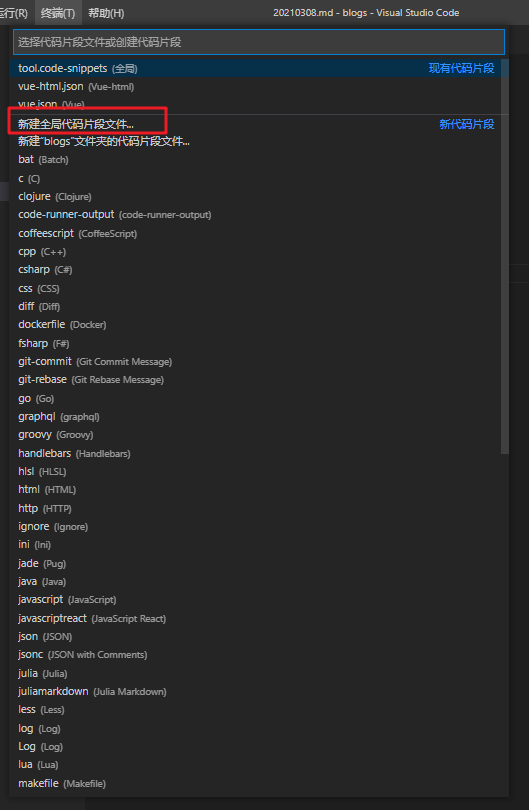 运行(R) 终端(T) 帮助(H) 20210308.md - blogs - Visual Studio Code
选择代码片段文件或创建代码片段
tool.code-snippets (全局) 现有代码片段
vue-html.json (Vue-html)
vue.json (Vue)
新建全局代码片段文件... 新代码片段
新建"blogs"文件夹的代码片段文件...
bat (Batch)
c (C)
clojure (Clojure)
code-runner-output (code-runner-output)
coffeescript (CoffeeScript)
cpp (C++)
csharp (C#)
css (CSS)
diff (Diff)
dockerfile (Docker)
fsharp (F#)
git-commit (Git Commit Message)
git-rebase (Git Rebase Message)
go (Go)
graphql (graphql)
groovy (Groovy)
handlebars (Handlebars)
hlsl (HLSL)
html (HTML)
http (HTTP)
ignore (Ignore)
ini (Ini)
jade (Pug)
java (Java)
javascript (JavaScript)
javascriptreact (JavaScript React)
json (JSON)
jsonc (JSON with Comments)
julia (Julia)
juliamarkdown (Julia Markdown)
less (Less)
log (Log)
Log (Log)
lua (Lua)
makefile (Makefile)